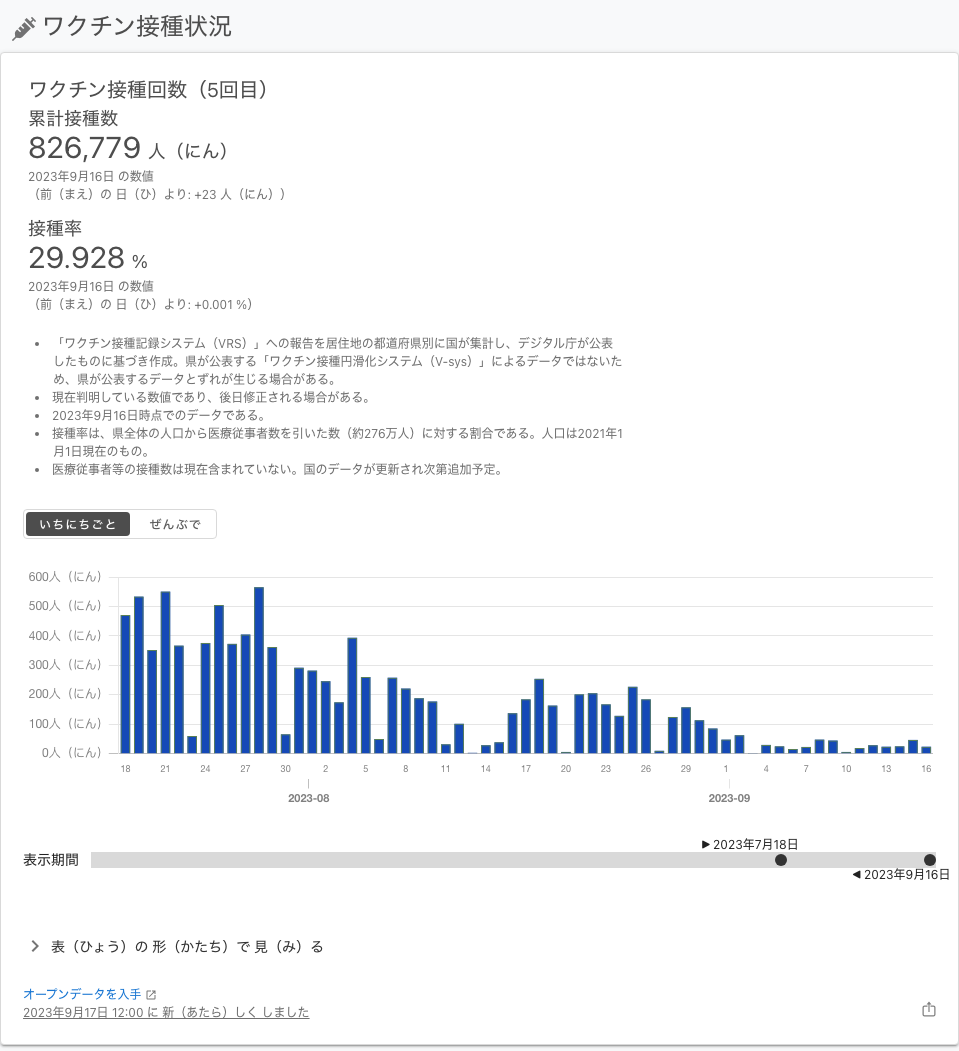 ワクチン接種状況
ワクチン接種回数（5回目）
累計接種数
826,779 人（にん）
2023年9月16日 の数値
（前（まえ）の 日（ひ）より: +23 人（にん））
接種率
29.928 %
2023年9月16日 の数値
（前（まえ）の 日（ひ）より: +0.001 %）
• 「ワクチン接種記録システム（VRS）」への報告を居住地の都道府県別に国が集計し、デジタル庁が公表
したものに基づき作成。県が公表する「ワクチン接種円滑化システム（V-sys）」によるデータではないた
め、県が公表するデータとずれが生じる場合がある。
• 現在判明している数値であり、後日修正される場合がある。
• 2023年9月16日時点でのデータである。
• 接種率は、県全体の人口から医療従事者数を引いた数（約276万人）に対する割合である。人口は2021年1
月1日現在のもの。
• 医療従事者等の接種数は現在含まれていない。国のデータが更新され次第追加予定。
いちにちごと ぜんぶで
600人（にん）
500人（にん）
400人（にん）
300人（にん）
200人（にん）
100人（にん）
0人（にん）
18 21 24 27 30 2 5 8 11 14 17 20 23 26 29 1 4 7 10 13 16
2023-08 2023-09
2023年7月18日
表示期間
2023年9月16日
表（ひょう）の 形（かたち）で 見（み）る
オープンデータを入手
2023年9月17日 12:00 に 新（あたら）しく しました